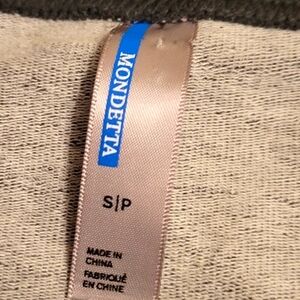 MONDETTA
S|P
MADE IN
CHINA
FABRIQUÉ
EN CHINE